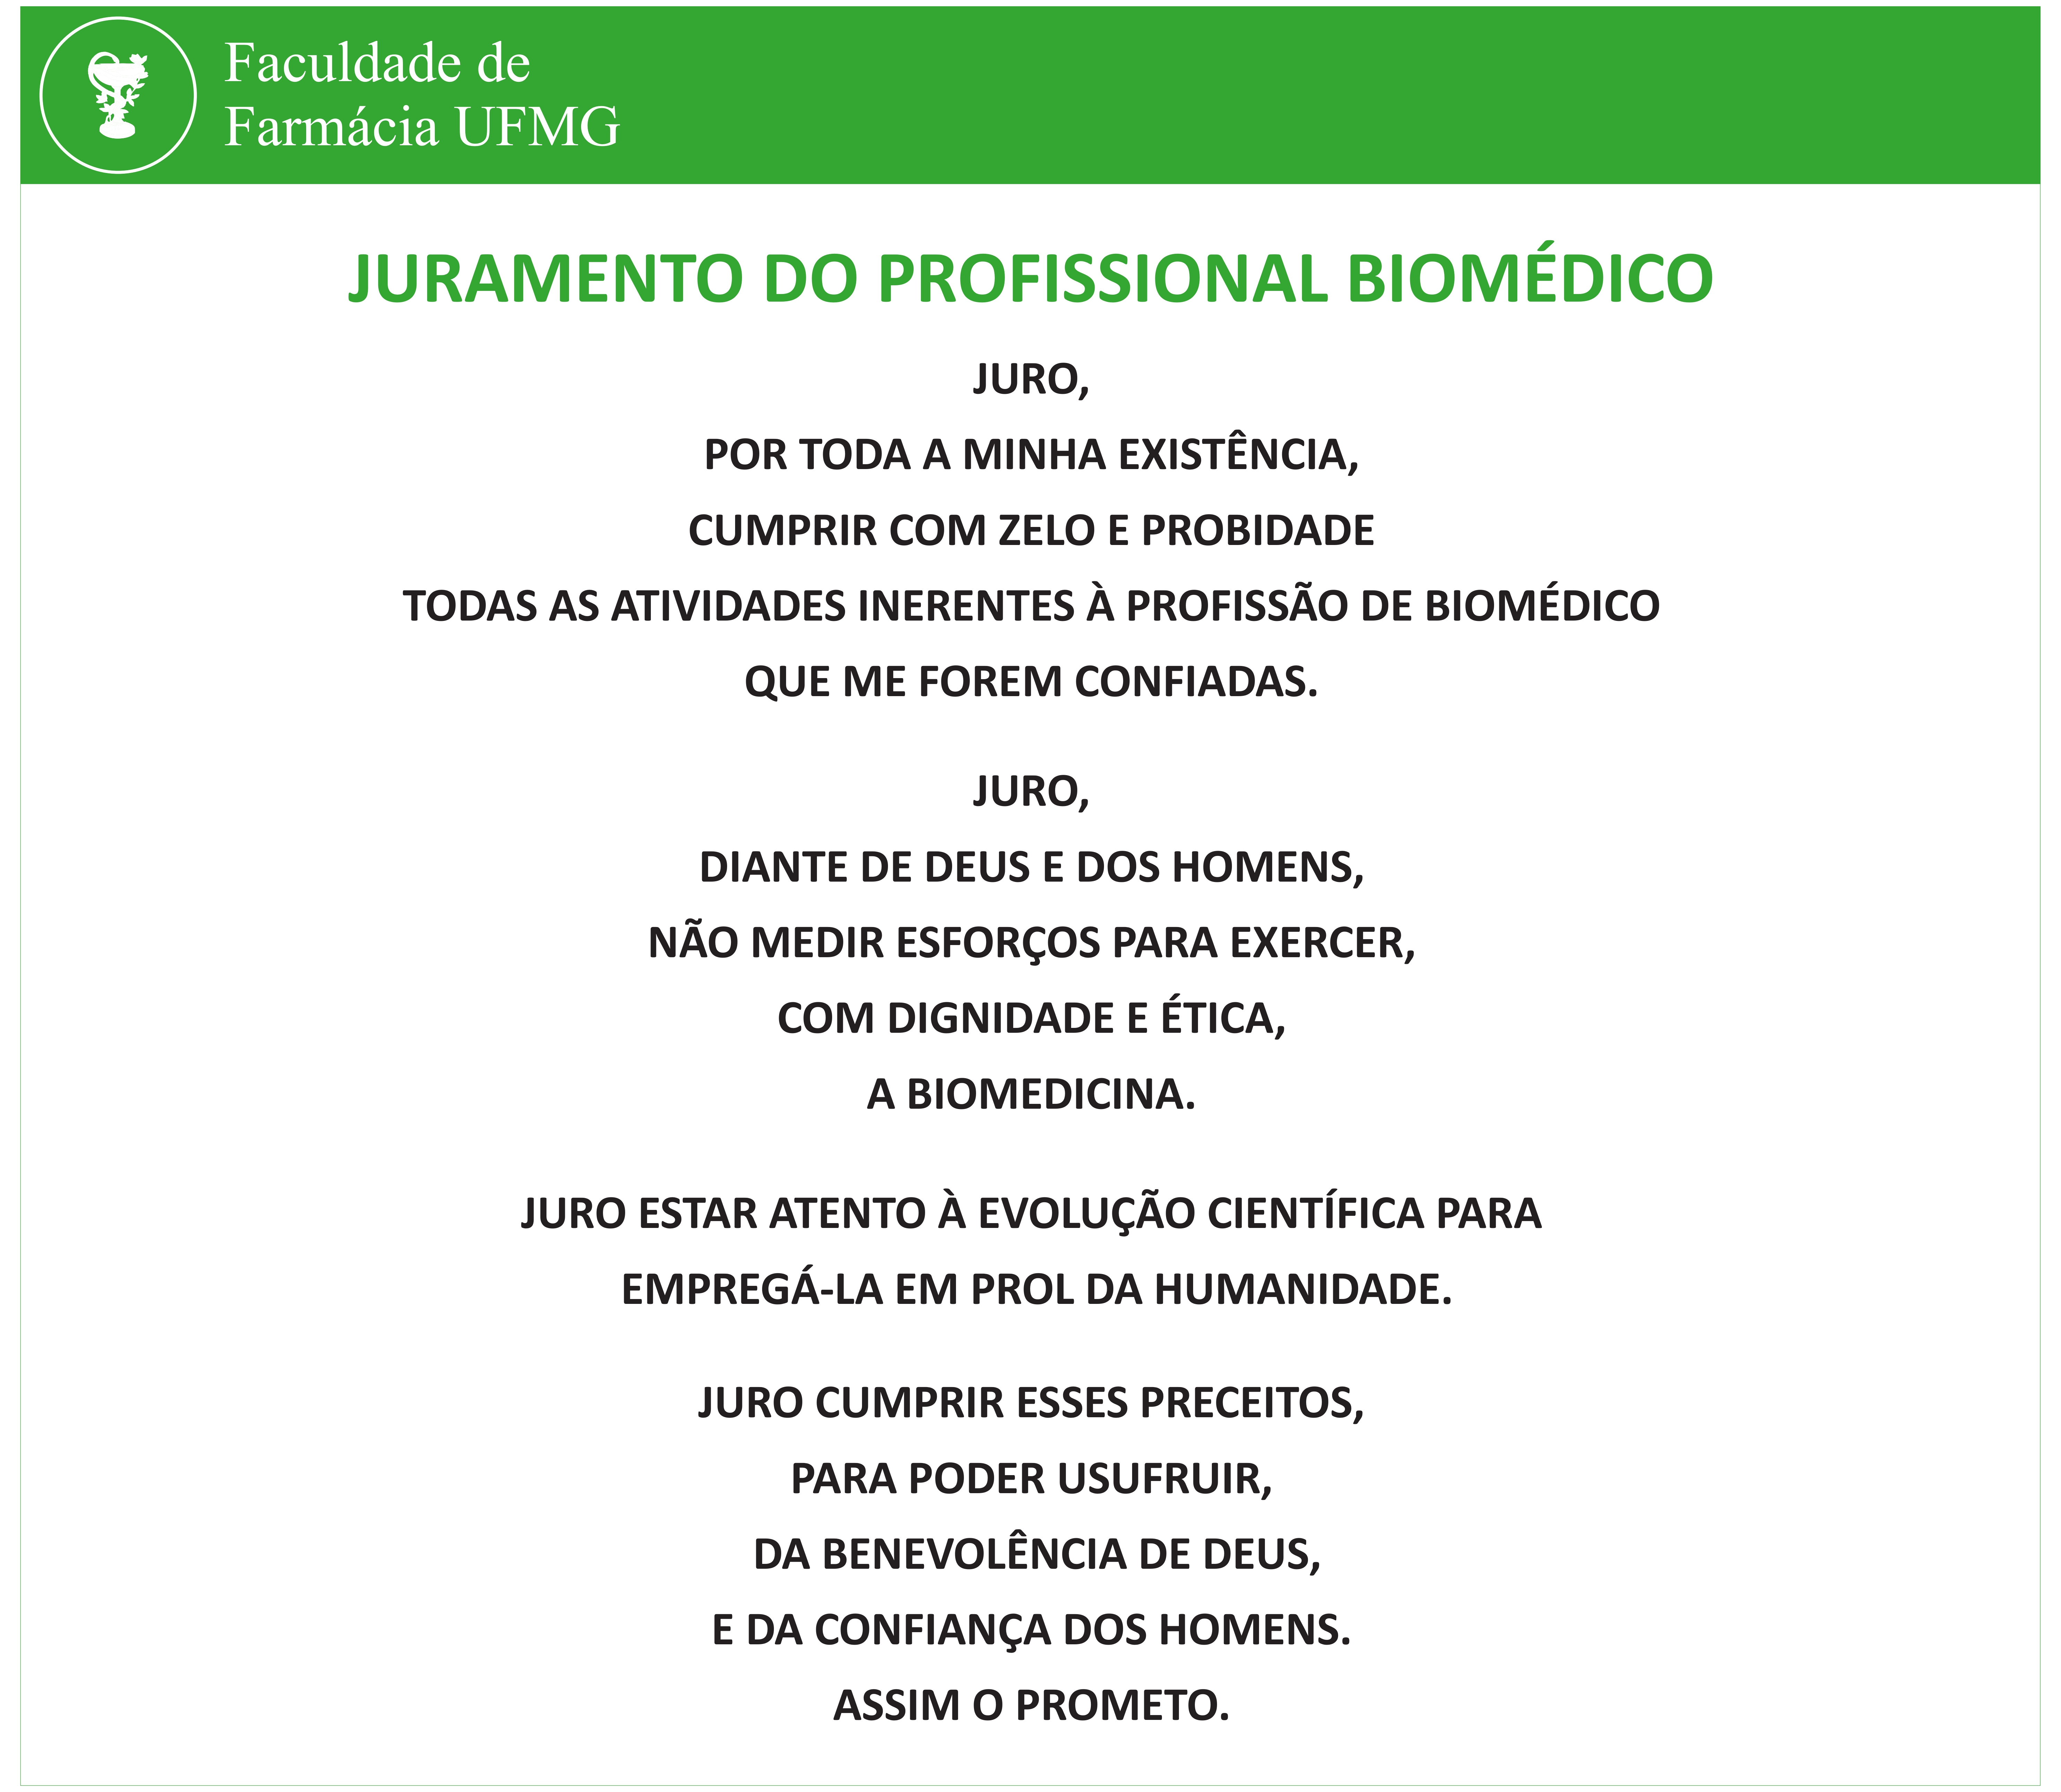 Faculdade de
Farmácia UFMG
JURAMENTO DO PROFISSIONAL BIOMÉDICO
JURO,
POR TODA A MINHA EXISTÊNCIA,
CUMPRIR COM ZELO E PROBIDADE
TODAS AS ATIVIDADES INERENTES À PROFISSÃO DE BIOMÉDICO
QUE ME FOREM CONFIADAS.
JURO,
DIANTE DE DEUS E DOS HOMENS,
NÃO MEDIR ESFORÇOS PARA EXERCER,
COM DIGNIDADE E ÉTICA,
A BIOMEDICINA.
JURO ESTAR ATENTO À EVOLUÇÃO CIENTÍFICA PARA
EMPREGÁ-LA EM PROL DA HUMANIDADE.
JURO CUMPRIR ESSES PRECEITOS,
PARA PODER USUFRUIR,
DA BENEVOLÊNCIA DE DEUS,
E DA CONFIANÇA DOS HOMENS.
ASSIM O PROMETO.